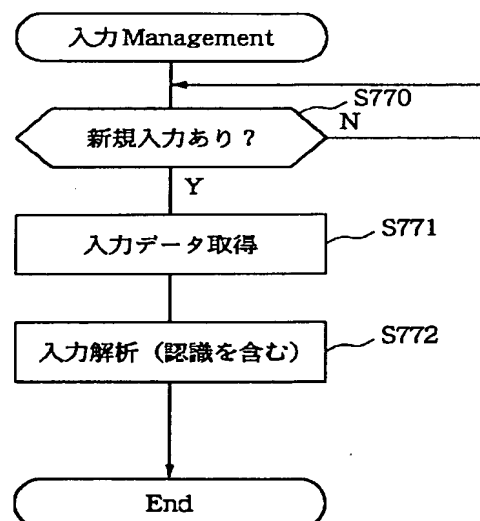 入力Management
S770
新規入力あり？
N
Y
入力データ取得
S771
入力解析（認識を含む）
S772
End